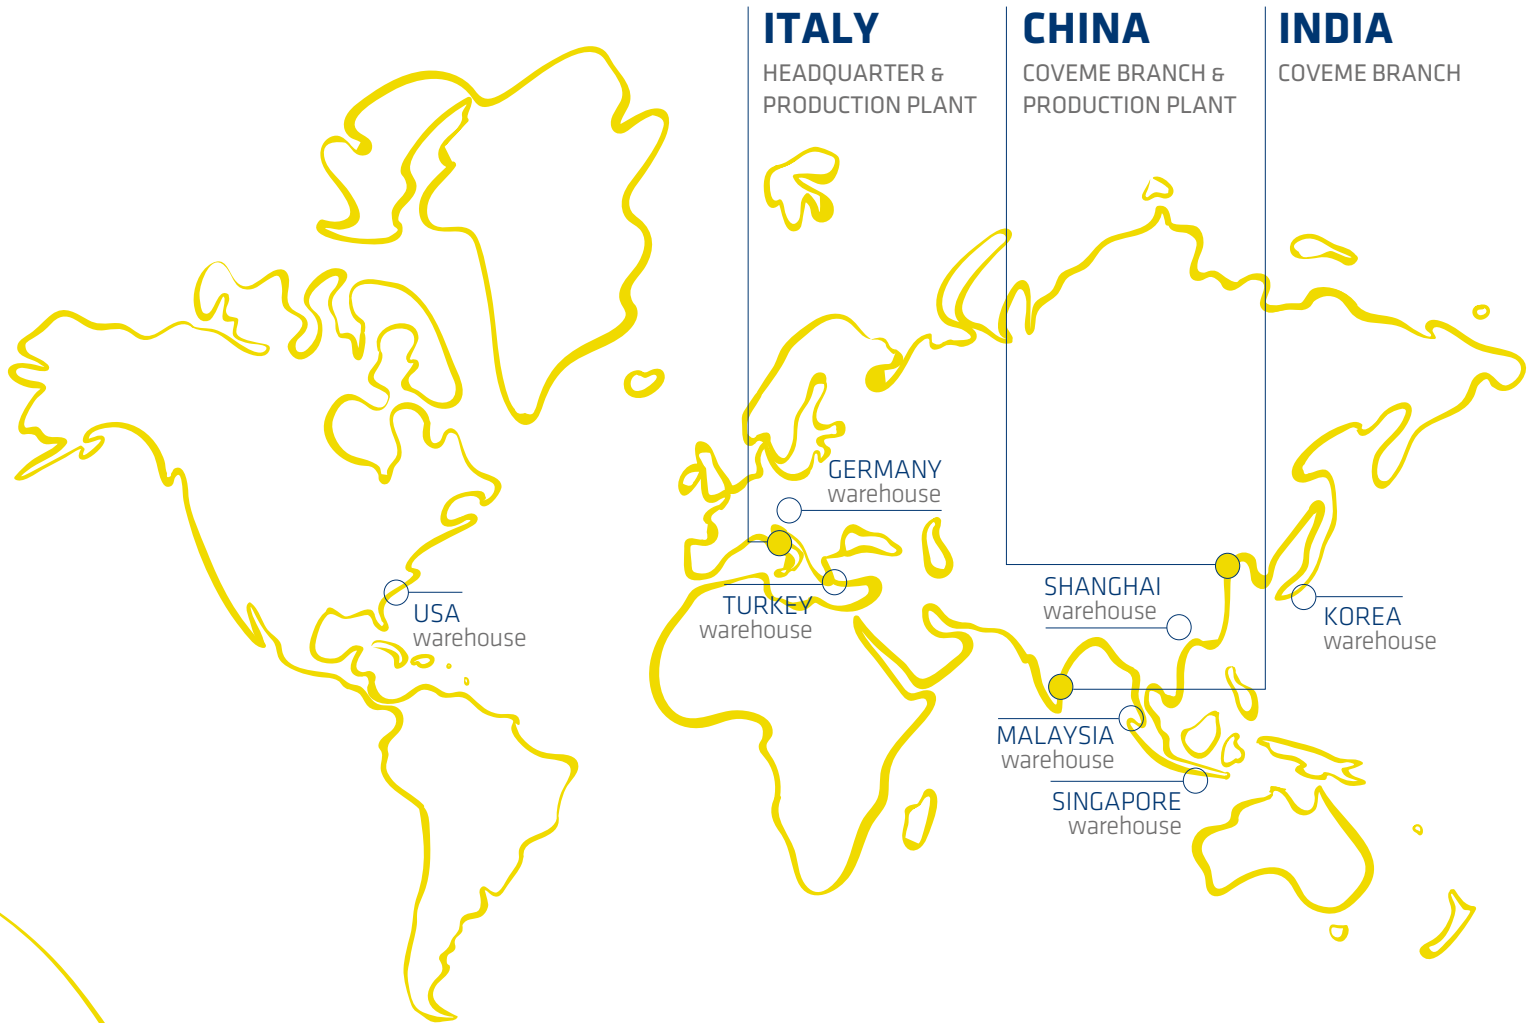 ITALY
HEADQUARTER &
PRODUCTION PLANT
CHINA
COVEME BRANCH &
PRODUCTION PLANT
INDIA
COVEME BRANCH
GERMANY
warehouse
TURKEY
warehouse
USA
warehouse
SHANGHAI
warehouse
KOREA
warehouse
MALAYSIA
warehouse
SINGAPORE
warehouse